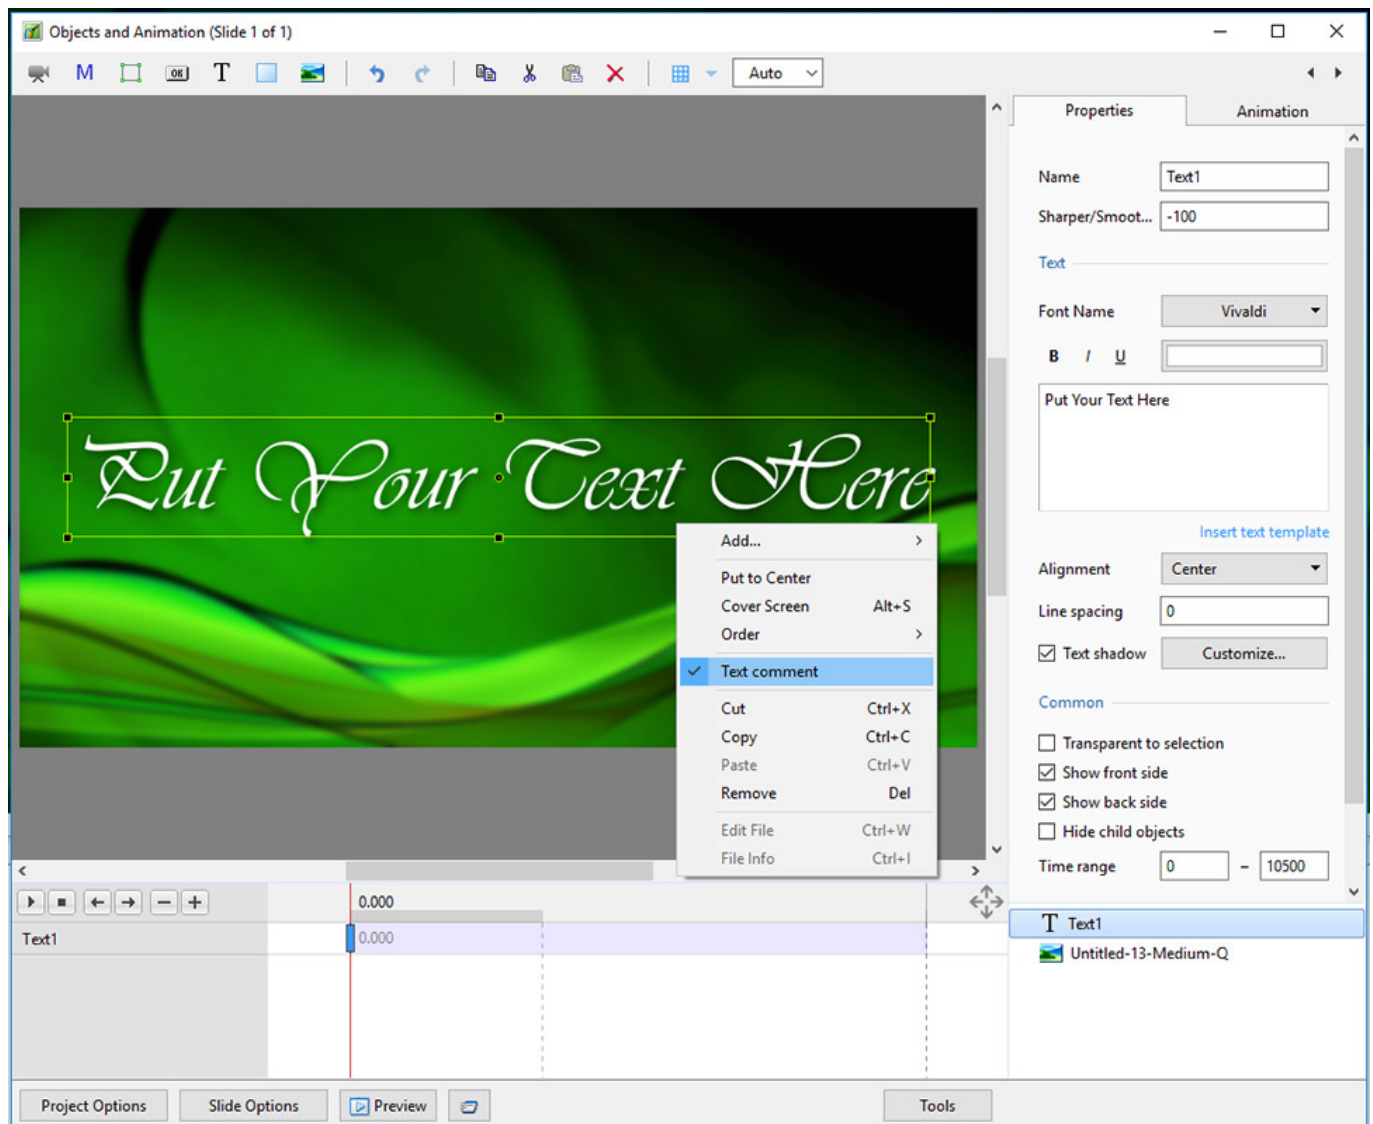 Objects and Animation (Slide 1 of 1)
M OK T Auto
Properties Animation
Name Text1
Sharper/Smoot... -100
Text
Font Name Vivaldi
B I U
Put Your Text Here
Insert text template
Alignment Center
Line spacing 0
Text shadow Customize...
Common
Transparent to selection
Show front side
Show back side
Hide child objects
Time range 0 – 10500
Put Your Text Here
Add...
Put to Center
Cover Screen Alt+S
Order
Text comment
Cut Ctrl+X
Copy Ctrl+C
Paste Ctrl+V
Remove Del
Edit File Ctrl+W
File Info Ctrl+I
0.000
Text1 0.000
T Text1
Untitled-13-Medium-Q
Project Options Slide Options Preview Tools